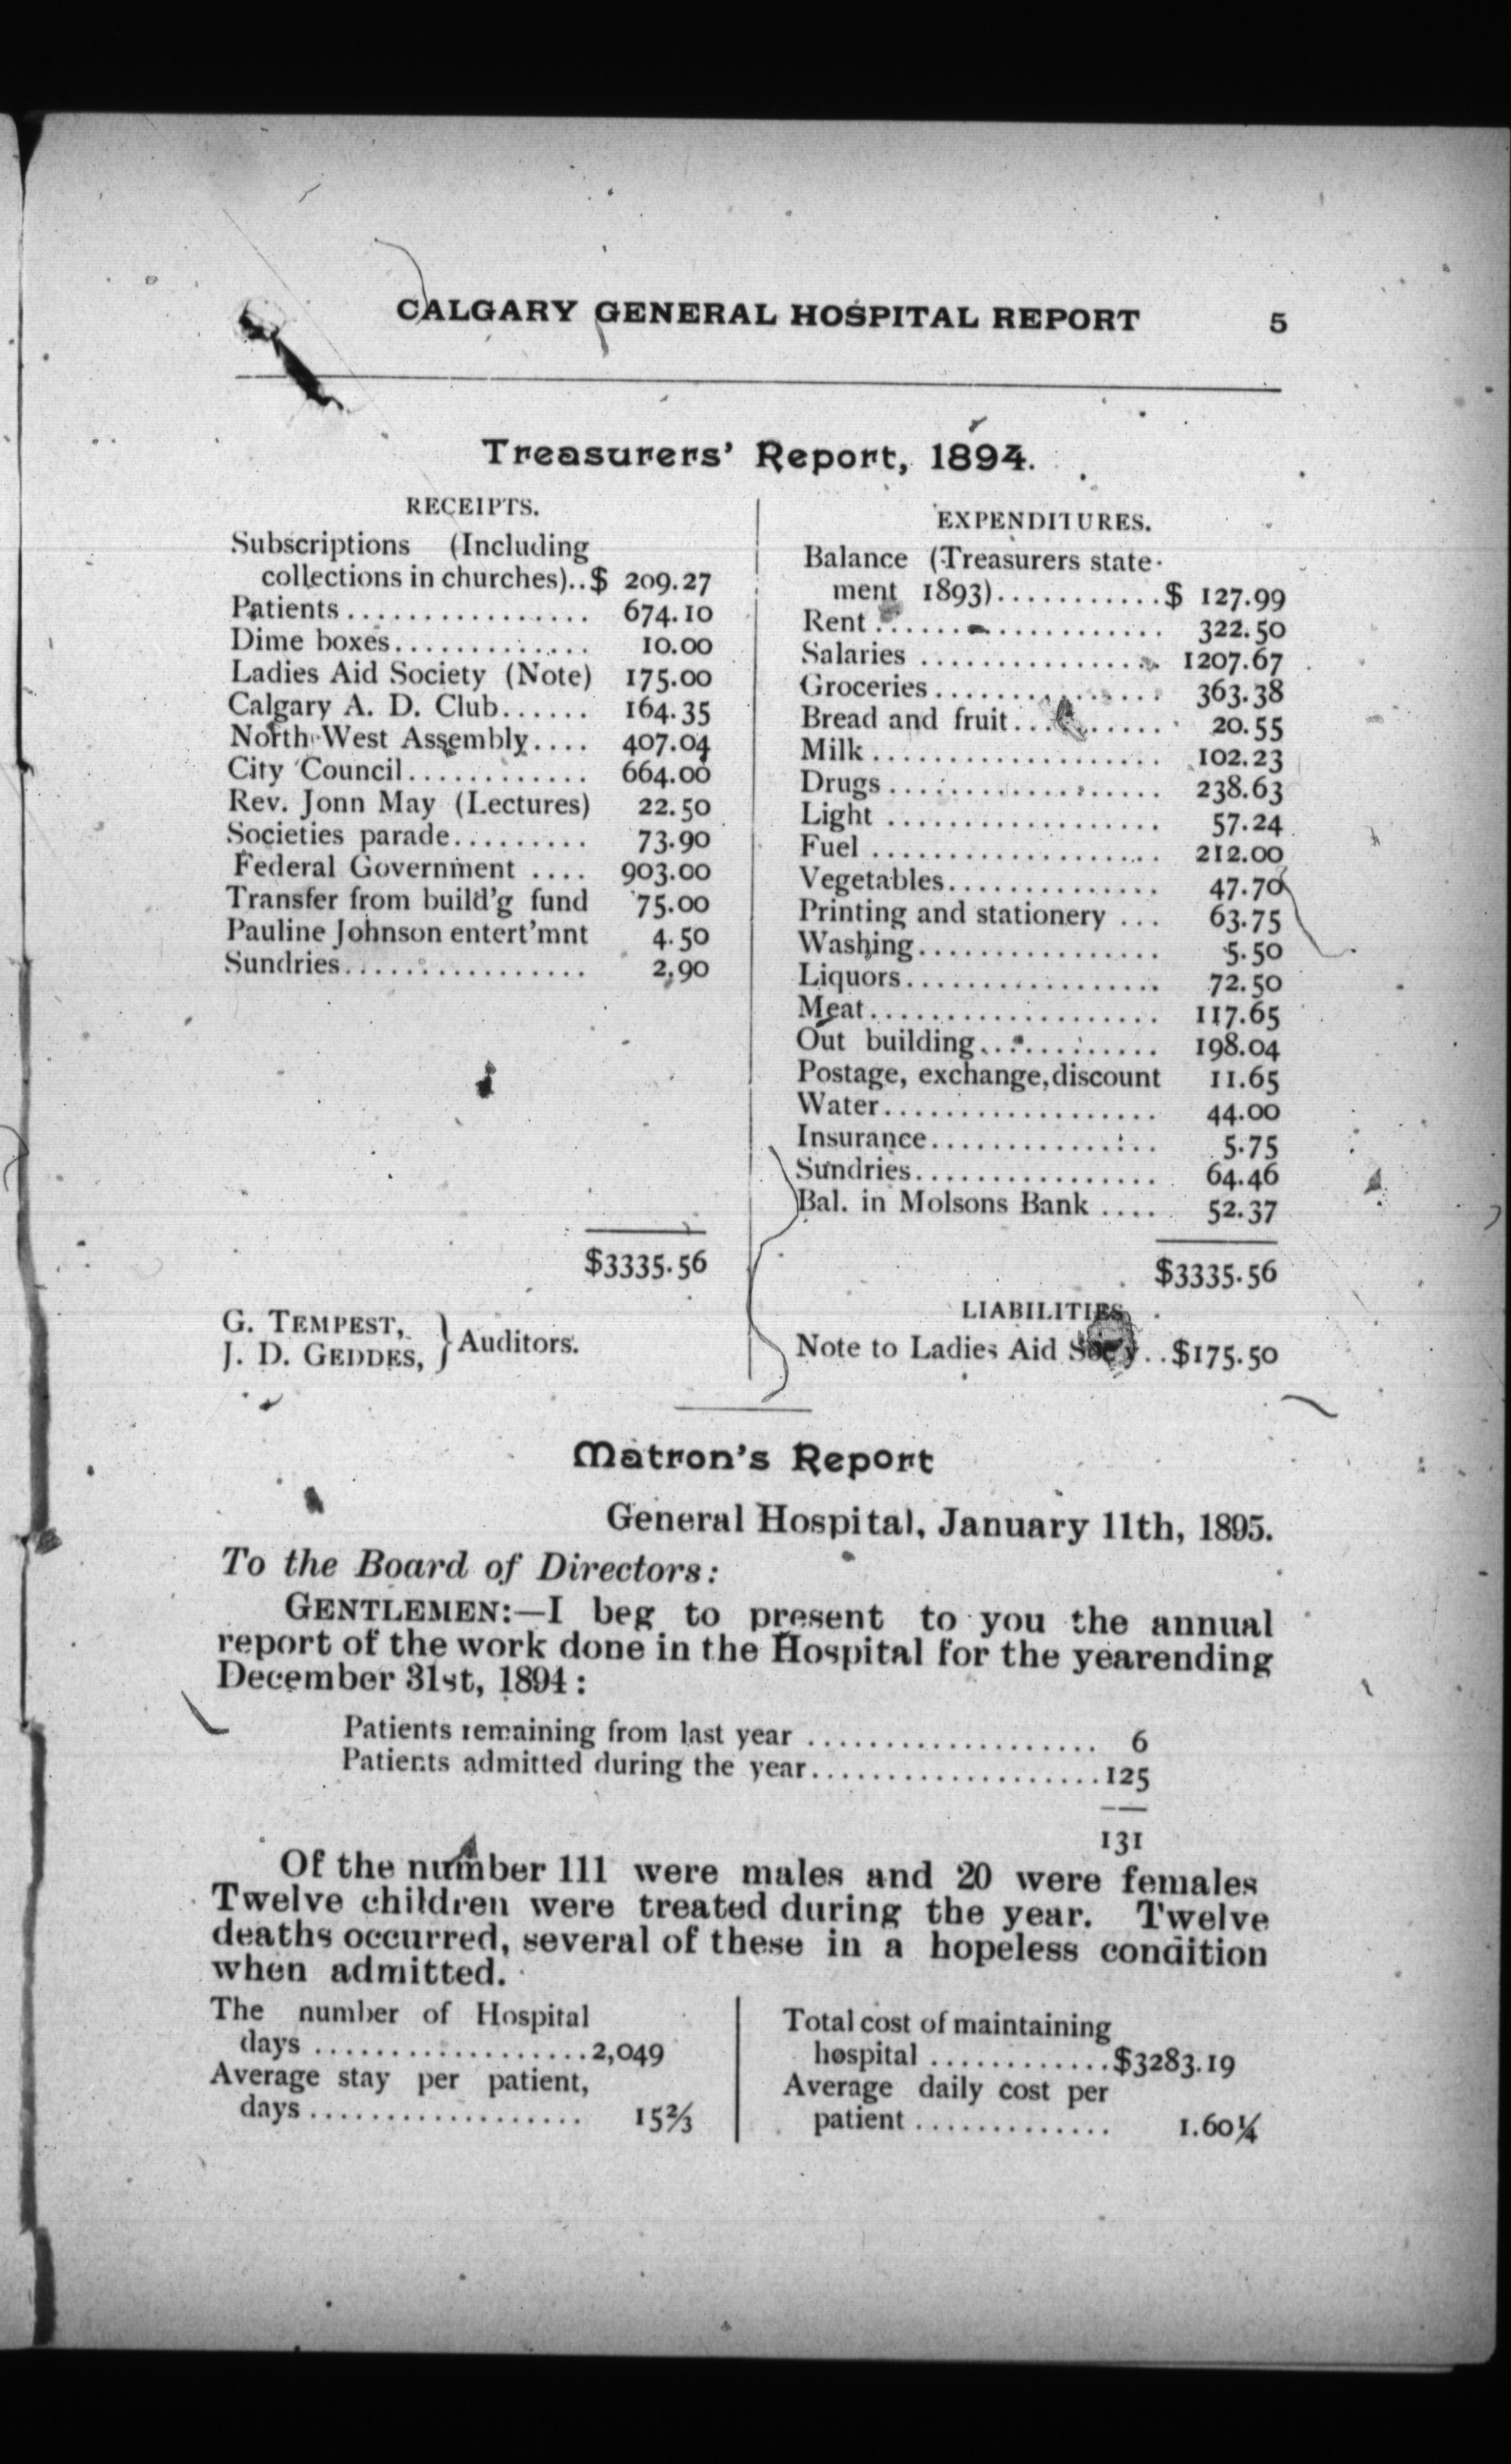 CALGARY GENERAL HOSPITAL REPORT 5
Treasurers' Report, 1894.
RECEIPTS.
Subscriptions (Including
collections in churches)..$ 209.27
Patients................ 674.10
Dime boxes............. 10.00
Ladies Aid Society (Note) 175.00
Calgary A. D. Club...... 164.35
North West Assembly.... 407.04
City Council............ 664.00
Rev. Jonn May (Lectures) 22.50
Societies parade......... 73.90
Federal Government .... 903.00
Transfer from build'g fund 75.00
Pauline Johnson entert'mnt 4.50
Sundries................ 2.90
$3335.56
G. TEMPEST,
J. D. GEDDES, } Auditors.
EXPENDITURES.
Balance (Treasurers state-
ment 1893)...........$ 127.99
Rent................... 322.50
Salaries ................ 1207.67
Groceries............... 363.38
Bread and fruit.......... 20.55
Milk................... 102.23
Drugs.................. 238.63
Light .................. 57.24
Fuel ................... 212.00
Vegetables.............. 47.70
Printing and stationery ... 63.75
Washing................ 5.50
Liquors................. 72.50
Meat................... 117.65
Out building............ 198.04
Postage, exchange, discount 11.65
Water.................. 44.00
Insurance............... 5.75
Sundries................ 64.46
Bal. in Molsons Bank .... 52.37
$3335.56
LIABILITIES
Note to Ladies Aid Soc'y..$175.50
Matron's Report
General Hospital, January 11th, 1895.
To the Board of Directors:
GENTLEMEN:—I beg to present to you the annual
report of the work done in the Hospital for the yearending
December 31st, 1894:
Patients remaining from last year ................... 6
Patients admitted during the year...................125
131
Of the number 111 were males and 20 were females
Twelve children were treated during the year. Twelve
deaths occurred, several of these in a hopeless condition
when admitted.
The number of Hospital
days ..................2,049
Average stay per patient,
days.................. 15⅔
Total cost of maintaining
hospital ............$3283.19
Average daily cost per
patient ............. 1.60¼